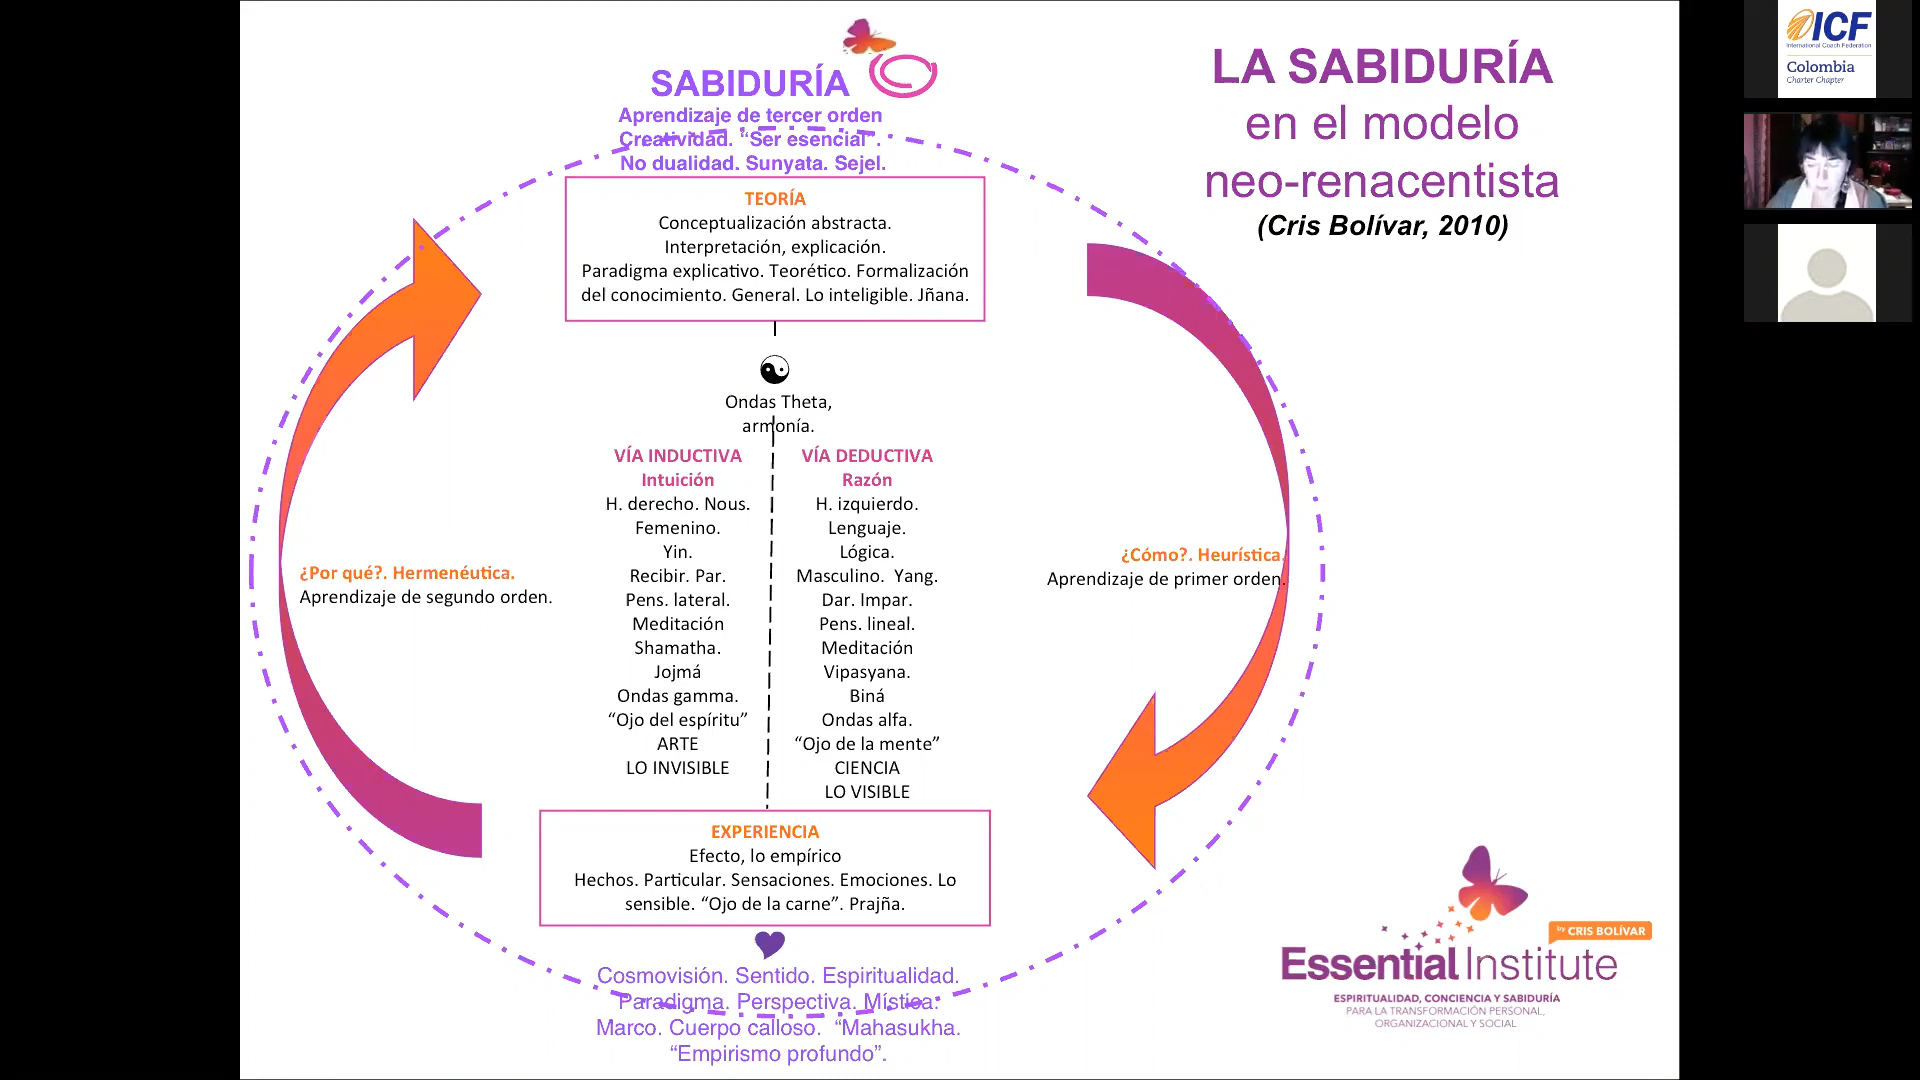 SABIDURÍA
Aprendizaje de tercer orden
Creatividad. “Ser esencial”.
No dualidad. Sunyata. Sejel.
LA SABIDURÍA
en el modelo
neo-renacentista
(Cris Bolívar, 2010)
TEORÍA
Conceptualización abstracta.
Interpretación, explicación.
Paradigma explicativo. Teorético. Formalización
del conocimiento. General. Lo inteligible. Jñana.
Ondas Theta,
armonía.
VÍA INDUCTIVA
Intuición
H. derecho. Nous.
Femenino.
Yin.
Recibir. Par.
Pens. lateral.
Meditación
Shamatha.
Jojmá
Ondas gamma.
“Ojo del espíritu”
ARTE
LO INVISIBLE
VÍA DEDUCTIVA
Razón
H. izquierdo.
Lenguaje.
Lógica.
Masculino. Yang.
Dar. Impar.
Pens. lineal.
Meditación
Vipasyana.
Biná
Ondas alfa.
“Ojo de la mente”
CIENCIA
LO VISIBLE
¿Por qué?. Hermenéutica.
Aprendizaje de segundo orden.
¿Cómo?. Heurística.
Aprendizaje de primer orden.
EXPERIENCIA
Efecto, lo empírico
Hechos. Particular. Sensaciones. Emociones. Lo
sensible. “Ojo de la carne”. Prajña.
Cosmovisión. Sentido. Espiritualidad.
Paradigma. Perspectiva. Mística.
Marco. Cuerpo calloso. “Mahasukha.
“Empirismo profundo”.
by CRIS BOLÍVAR
Essential Institute
ESPIRITUALIDAD, CONCIENCIA Y SABIDURÍA
PARA LA TRANSFORMACIÓN PERSONAL,
ORGANIZACIONAL Y SOCIAL
ICF
International Coach Federation
Colombia
Charter Chapter